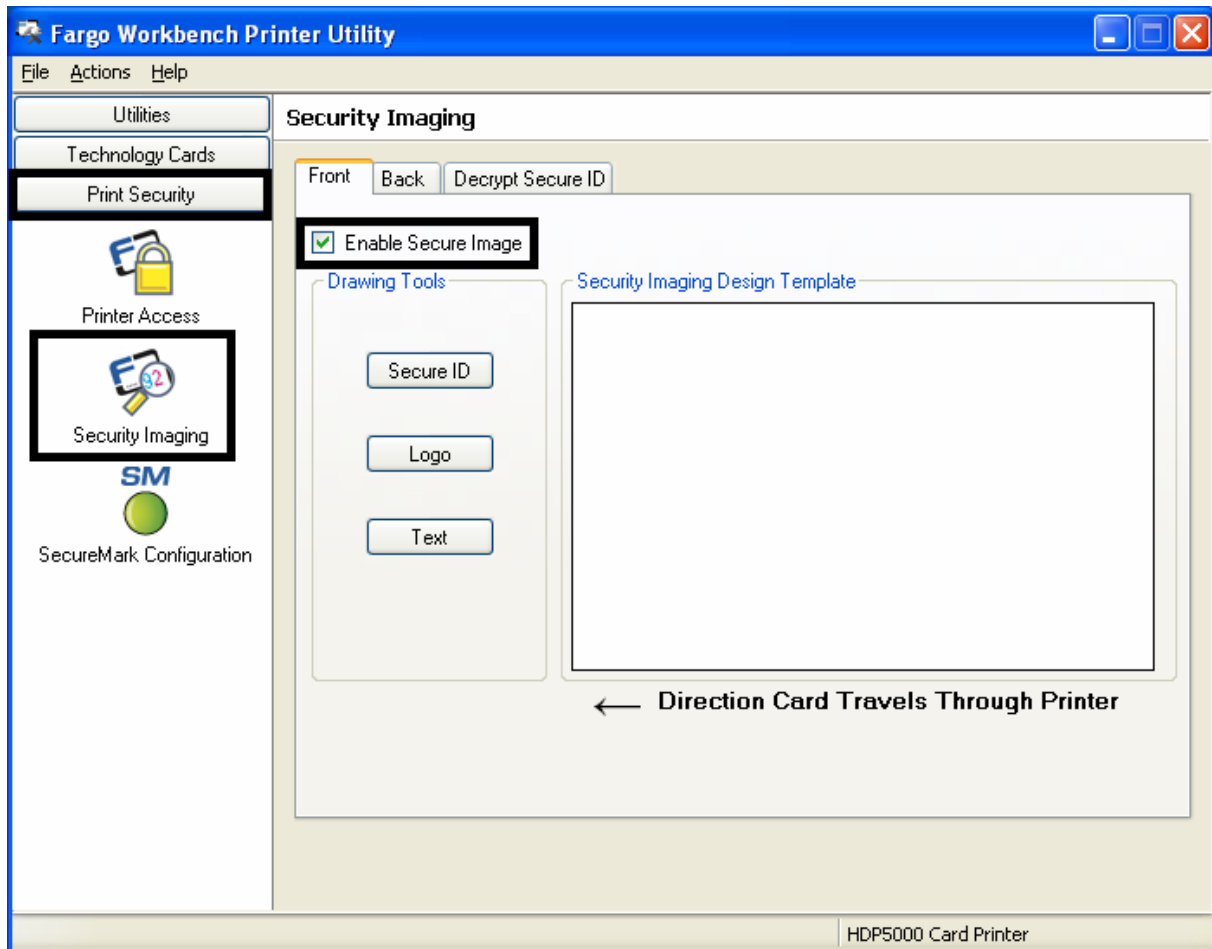 Fargo Workbench Printer Utility
File Actions Help
Utilities
Technology Cards
Print Security
Printer Access
92
Security Imaging
SM
SecureMark Configuration
Security Imaging
Front Back Decrypt Secure ID
Enable Secure Image
Drawing Tools
Secure ID
Logo
Text
Security Imaging Design Template
← Direction Card Travels Through Printer
HDP5000 Card Printer